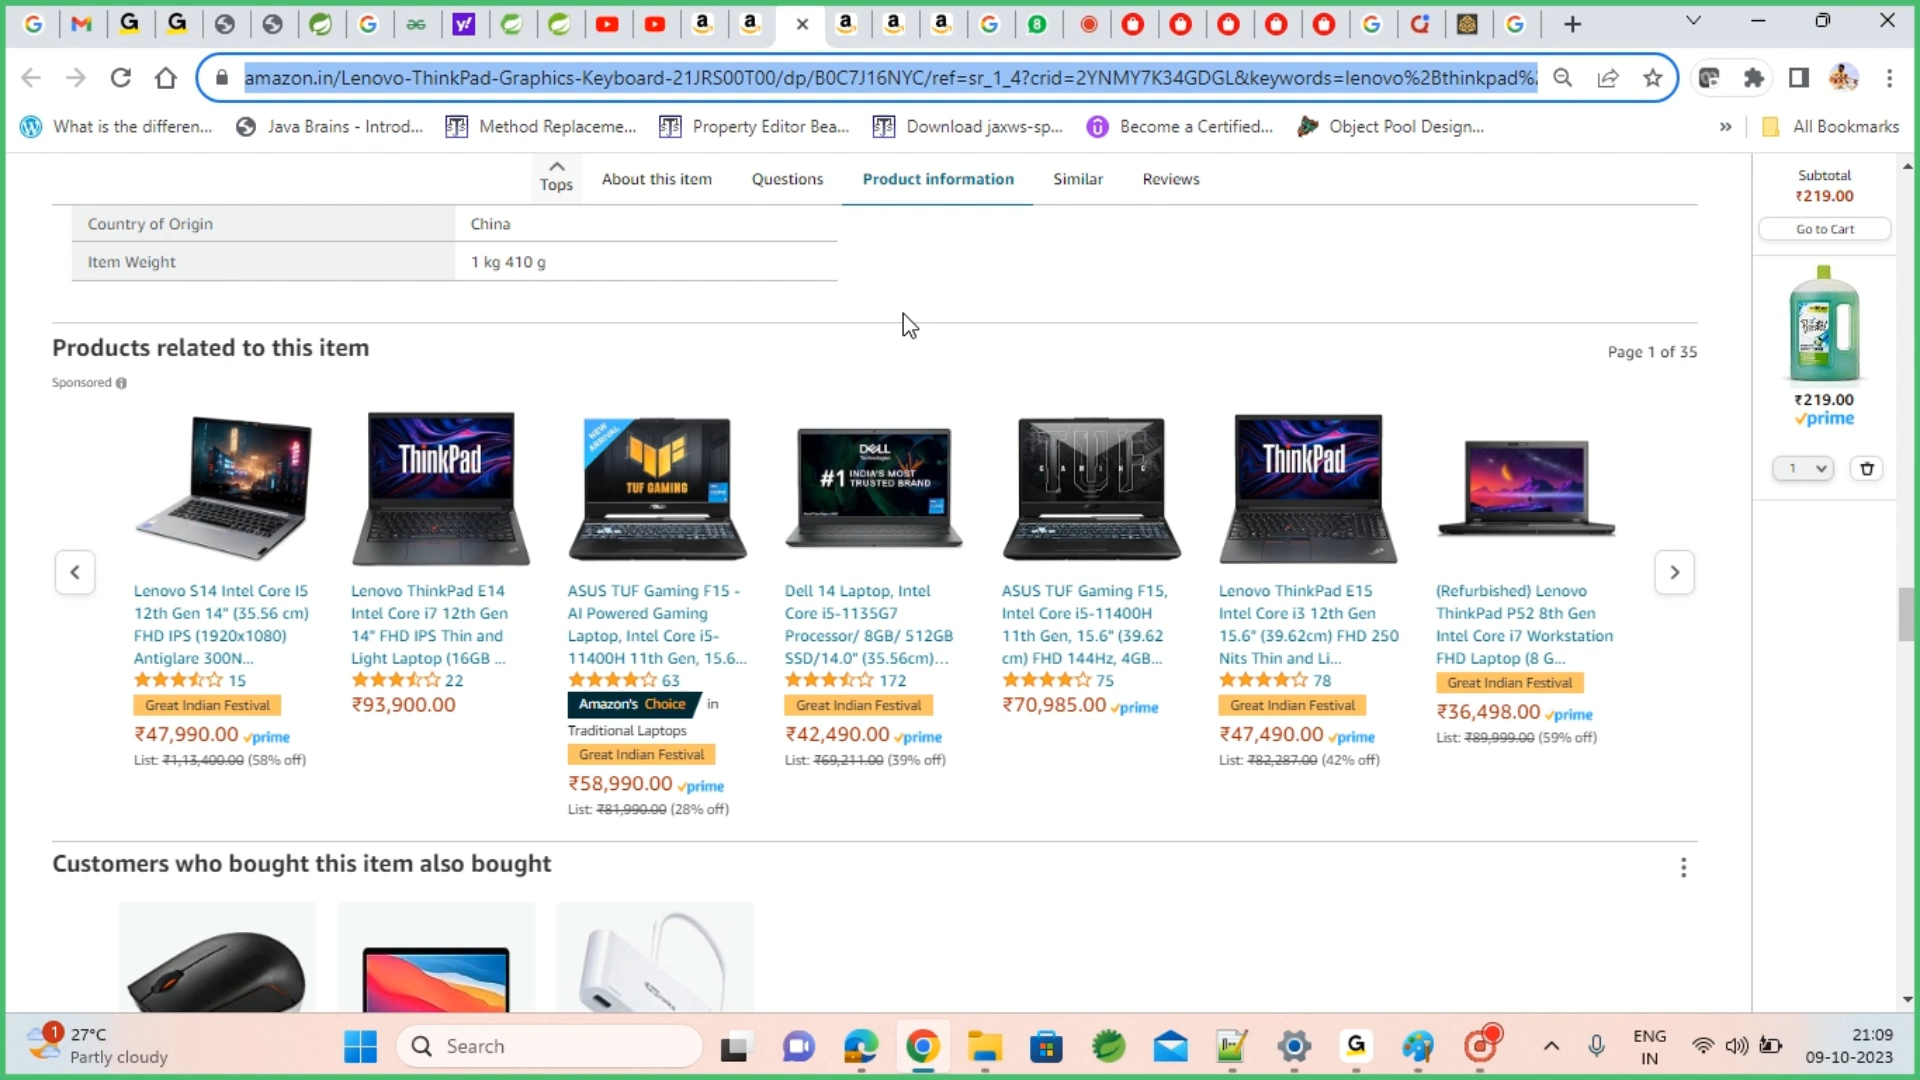 amazon.in/Lenovo-ThinkPad-Graphics-Keyboard-21JRS00T00/dp/B0C7J16NYC/ref=sr_1_4?crid=2YNMY7K34GDGL&keywords=lenovo%2Bthinkpad%2
What is the differen...
Java Brains - Introd...
Method Replaceme...
Property Editor Bea...
Download jaxws-sp...
Become a Certified...
Object Pool Design...
»
All Bookmarks
Tops
About this item
Questions
Product information
Similar
Reviews
Country of Origin
China
Item Weight
1 kg 410 g
Products related to this item
Page 1 of 35
Sponsored
ThinkPad
NEW ARRIVAL
TUF GAMING
DELL
Technologies
#1 INDIA'S MOST
TRUSTED BRAND
TUF
GAMING
ThinkPad
Lenovo S14 Intel Core I5
12th Gen 14" (35.56 cm)
FHD IPS (1920x1080)
Antiglare 300N...
15
Great Indian Festival
₹47,990.00 prime
List: ₹1,13,400.00 (58% off)
Lenovo ThinkPad E14
Intel Core i7 12th Gen
14" FHD IPS Thin and
Light Laptop (16GB ...
22
₹93,900.00
ASUS TUF Gaming F15 -
AI Powered Gaming
Laptop, Intel Core i5-
11400H 11th Gen, 15.6...
63
Amazon's Choice in
Traditional Laptops
Great Indian Festival
₹58,990.00 prime
List: ₹81,990.00 (28% off)
Dell 14 Laptop, Intel
Core i5-1135G7
Processor/ 8GB/ 512GB
SSD/14.0" (35.56cm)...
172
Great Indian Festival
₹42,490.00 prime
List: ₹69,211.00 (39% off)
ASUS TUF Gaming F15,
Intel Core i5-11400H
11th Gen, 15.6" (39.62
cm) FHD 144Hz, 4GB...
75
₹70,985.00 prime
Lenovo ThinkPad E15
Intel Core i3 12th Gen
15.6" (39.62cm) FHD 250
Nits Thin and Li...
78
Great Indian Festival
₹47,490.00 prime
List: ₹82,287.00 (42% off)
(Refurbished) Lenovo
ThinkPad P52 8th Gen
Intel Core i7 Workstation
FHD Laptop (8 G...
Great Indian Festival
₹36,498.00 prime
List: ₹89,999.00 (59% off)
Customers who bought this item also bought
Subtotal
₹219.00
Go to Cart
₹219.00
prime
1
1
27°C
Partly cloudy
Search
ENG
IN
21:09
09-10-2023